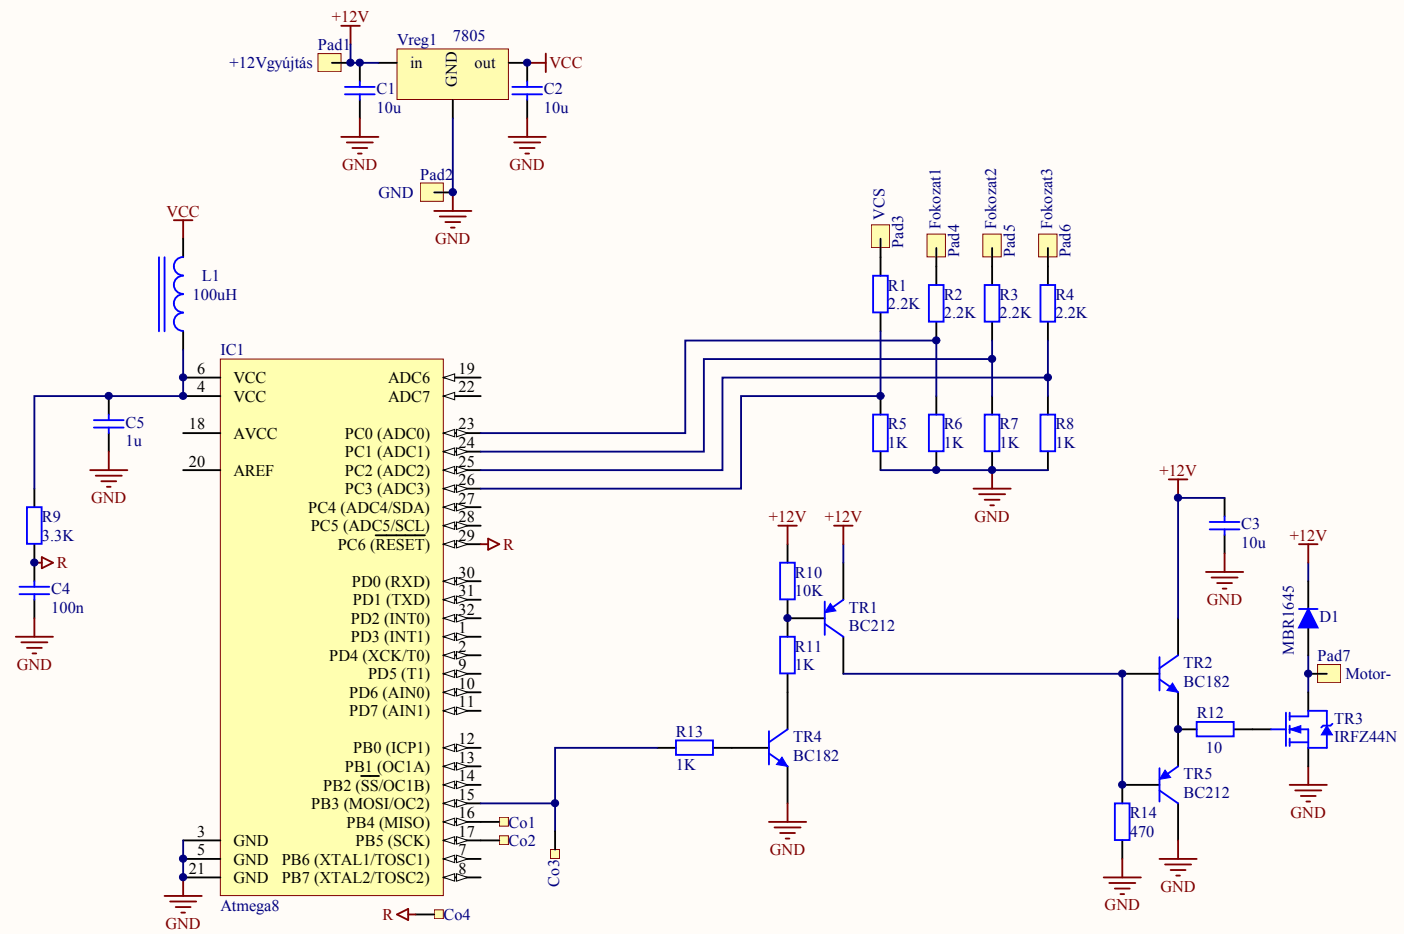 +12V
Pad1
+12Vgyújtás
Vreg1
7805
in
GND
out
VCC
C1
10u
GND
C2
10u
GND
Pad2
GND
GND
VCC
L1
100uH
VCS
Pad3
Fokozat1
Pad4
Fokozat2
Pad5
Fokozat3
Pad6
R1
2.2K
R2
2.2K
R3
2.2K
R4
2.2K
R5
1K
R6
1K
R7
1K
R8
1K
GND
IC1
6 VCC
4 VCC
18 AVCC
20 AREF
3 GND
5 GND
21 GND
ADC6 19
ADC7 22
PC0 (ADC0) 23
PC1 (ADC1) 24
PC2 (ADC2) 25
PC3 (ADC3) 26
PC4 (ADC4/SDA) 27
PC5 (ADC5/SCL) 28
PC6 (RESET) 29
R
PD0 (RXD) 30
PD1 (TXD) 31
PD2 (INT0) 32
PD3 (INT1) 1
PD4 (XCK/T0) 2
PD5 (T1) 9
PD6 (AIN0) 10
PD7 (AIN1) 11
PB0 (ICP1) 12
PB1 (OC1A) 13
PB2 (SS/OC1B) 14
PB3 (MOSI/OC2) 15
PB4 (MISO) 16
Co1
PB5 (SCK) 17
Co2
PB6 (XTAL1/TOSC1) 7
PB7 (XTAL2/TOSC2) 8
Atmega8
GND
R
Co4
Co3
C5
1u
GND
R9
3.3K
R
C4
100n
GND
+12V
+12V
R10
10K
TR1
BC212
R11
1K
R13
1K
TR4
BC182
GND
+12V
C3
10u
GND
TR2
BC182
R12
10
TR5
BC212
R14
470
GND
GND
+12V
MBR1645
D1
Pad7
Motor-
TR3
IRFZ44N
GND